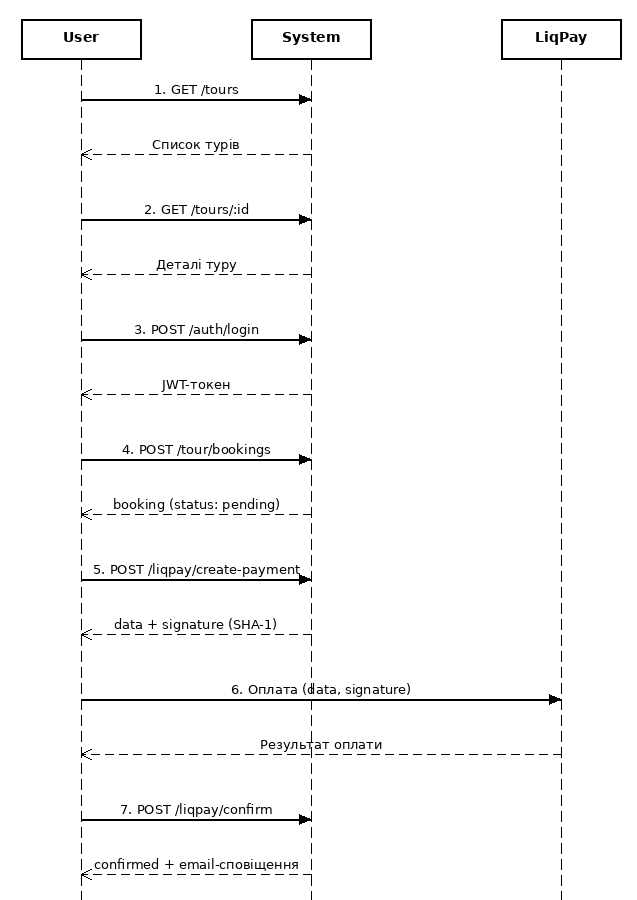 User
System
LiqPay
1. GET /tours
Список турів
2. GET /tours/:id
Деталі туру
3. POST /auth/login
JWT-токен
4. POST /tour/bookings
booking (status: pending)
5. POST /liqpay/create-payment
data + signature (SHA-1)
6. Оплата (data, signature)
Результат оплати
7. POST /liqpay/confirm
confirmed + email-сповіщення